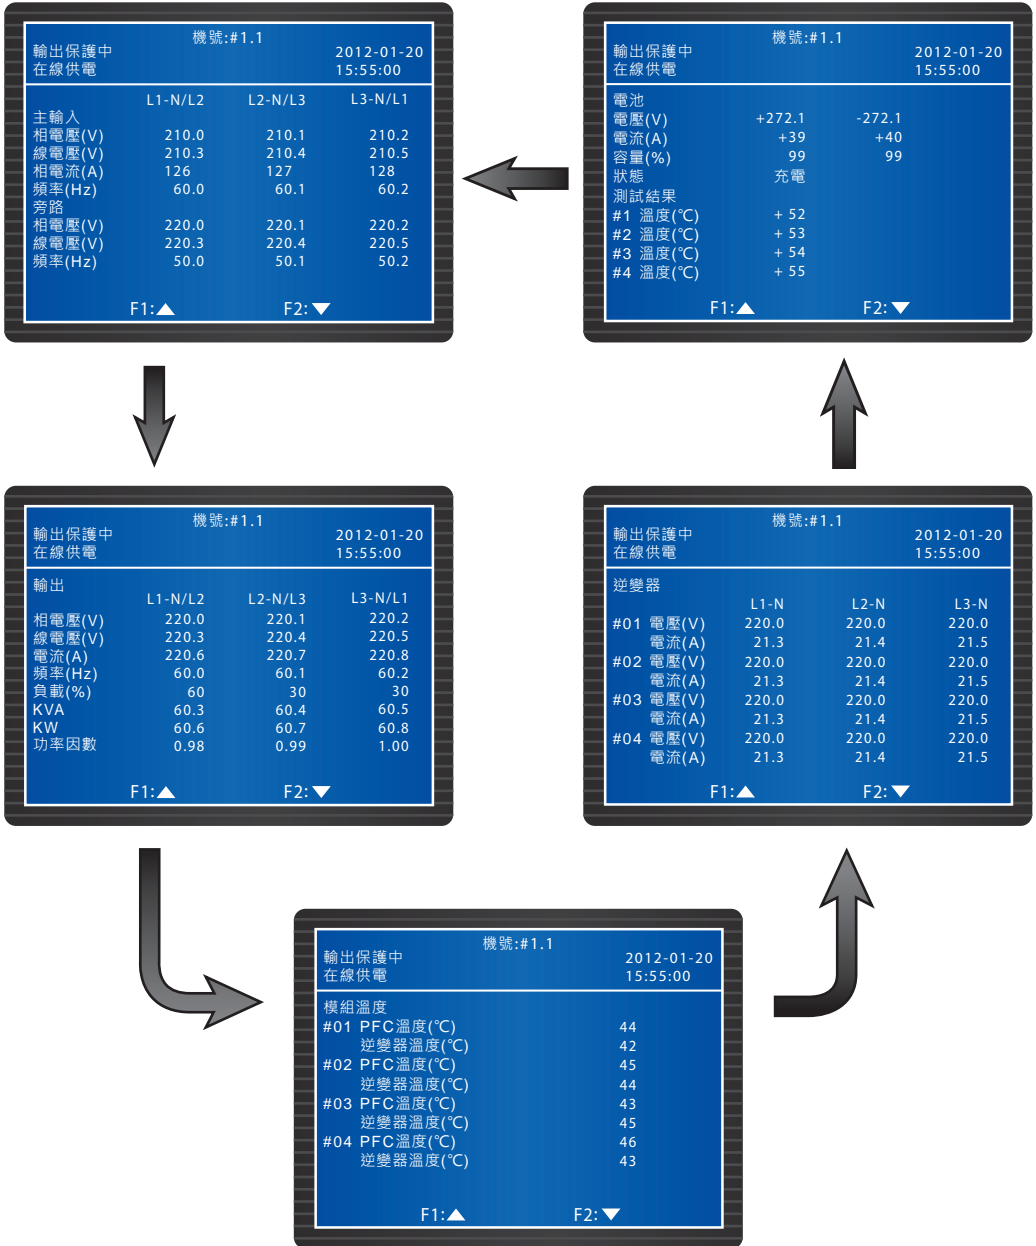 機號:#1.1
輸出保護中 2012-01-20
在線供電 15:55:00
L1-N/L2 L2-N/L3 L3-N/L1
主輸入
相電壓(V) 210.0 210.1 210.2
線電壓(V) 210.3 210.4 210.5
相電流(A) 126 127 128
頻率(Hz) 60.0 60.1 60.2
旁路
相電壓(V) 220.0 220.1 220.2
線電壓(V) 220.3 220.4 220.5
頻率(Hz) 50.0 50.1 50.2
F1:▲ F2:▼
機號:#1.1
輸出保護中 2012-01-20
在線供電 15:55:00
電池
電壓(V) +272.1 -272.1
電流(A) +39 +40
容量(%) 99 99
狀態 充電
測試結果
#1 溫度(℃) + 52
#2 溫度(℃) + 53
#3 溫度(℃) + 54
#4 溫度(℃) + 55
F1:▲ F2:▼
機號:#1.1
輸出保護中 2012-01-20
在線供電 15:55:00
輸出
L1-N/L2 L2-N/L3 L3-N/L1
相電壓(V) 220.0 220.1 220.2
線電壓(V) 220.3 220.4 220.5
電流(A) 220.6 220.7 220.8
頻率(Hz) 60.0 60.1 60.2
負載(%) 60 30 30
KVA 60.3 60.4 60.5
KW 60.6 60.7 60.8
功率因數 0.98 0.99 1.00
F1:▲ F2:▼
機號:#1.1
輸出保護中 2012-01-20
在線供電 15:55:00
逆變器
L1-N L2-N L3-N
#01 電壓(V) 220.0 220.0 220.0
電流(A) 21.3 21.4 21.5
#02 電壓(V) 220.0 220.0 220.0
電流(A) 21.3 21.4 21.5
#03 電壓(V) 220.0 220.0 220.0
電流(A) 21.3 21.4 21.5
#04 電壓(V) 220.0 220.0 220.0
電流(A) 21.3 21.4 21.5
F1:▲ F2:▼
機號:#1.1
輸出保護中 2012-01-20
在線供電 15:55:00
模組溫度
#01 PFC溫度(℃) 44
逆變器溫度(℃) 42
#02 PFC溫度(℃) 45
逆變器溫度(℃) 44
#03 PFC溫度(℃) 43
逆變器溫度(℃) 45
#04 PFC溫度(℃) 46
逆變器溫度(℃) 43
F1:▲ F2:▼